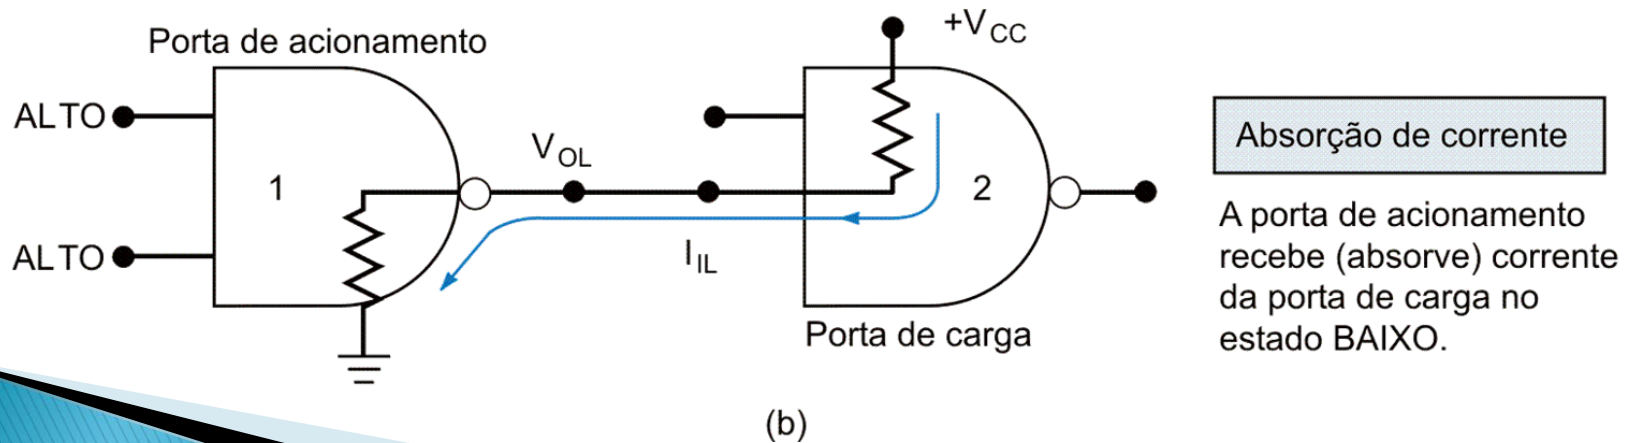 Porta de acionamento
+VCC
ALTO
1
VOL
2
Absorção de corrente
ALTO
IIL
A porta de acionamento
recebe (absorve) corrente
da porta de carga no
estado BAIXO.
Porta de carga
(b)